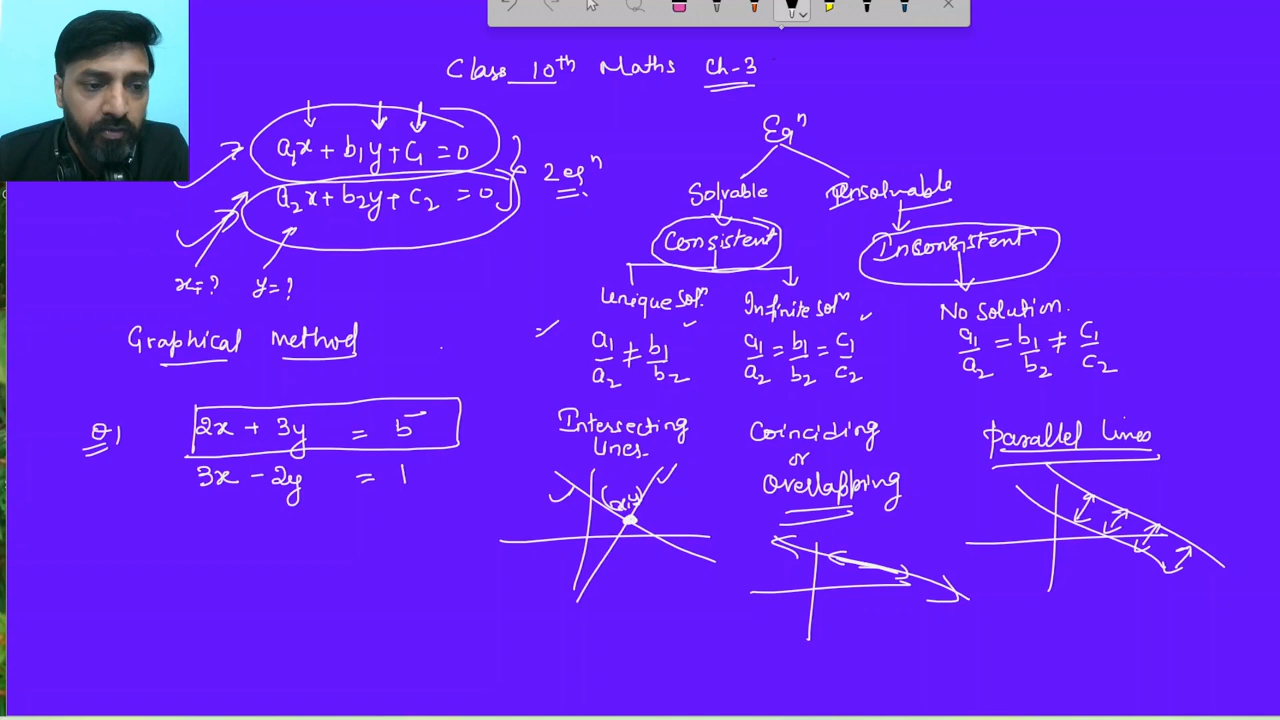 Class 10th Maths Ch-3
a₁x + b₁y + c₁ = 0
a₂x + b₂y + c₂ = 0
2 eqⁿ
x=? y=?
Graphical method
Q1 2x + 3y = 5
3x - 2y = 1
Eqⁿ
Solvable Unsolvable
Consistent Inconsistent
Unique solⁿ Infinite solⁿ No solution.
a₁/a₂ ≠ b₁/b₂ a₁/a₂ = b₁/b₂ = c₁/c₂ a₁/a₂ = b₁/b₂ ≠ c₁/c₂
Intersecting lines
Coinciding
or
Overlapping
parallel lines
(x,y)